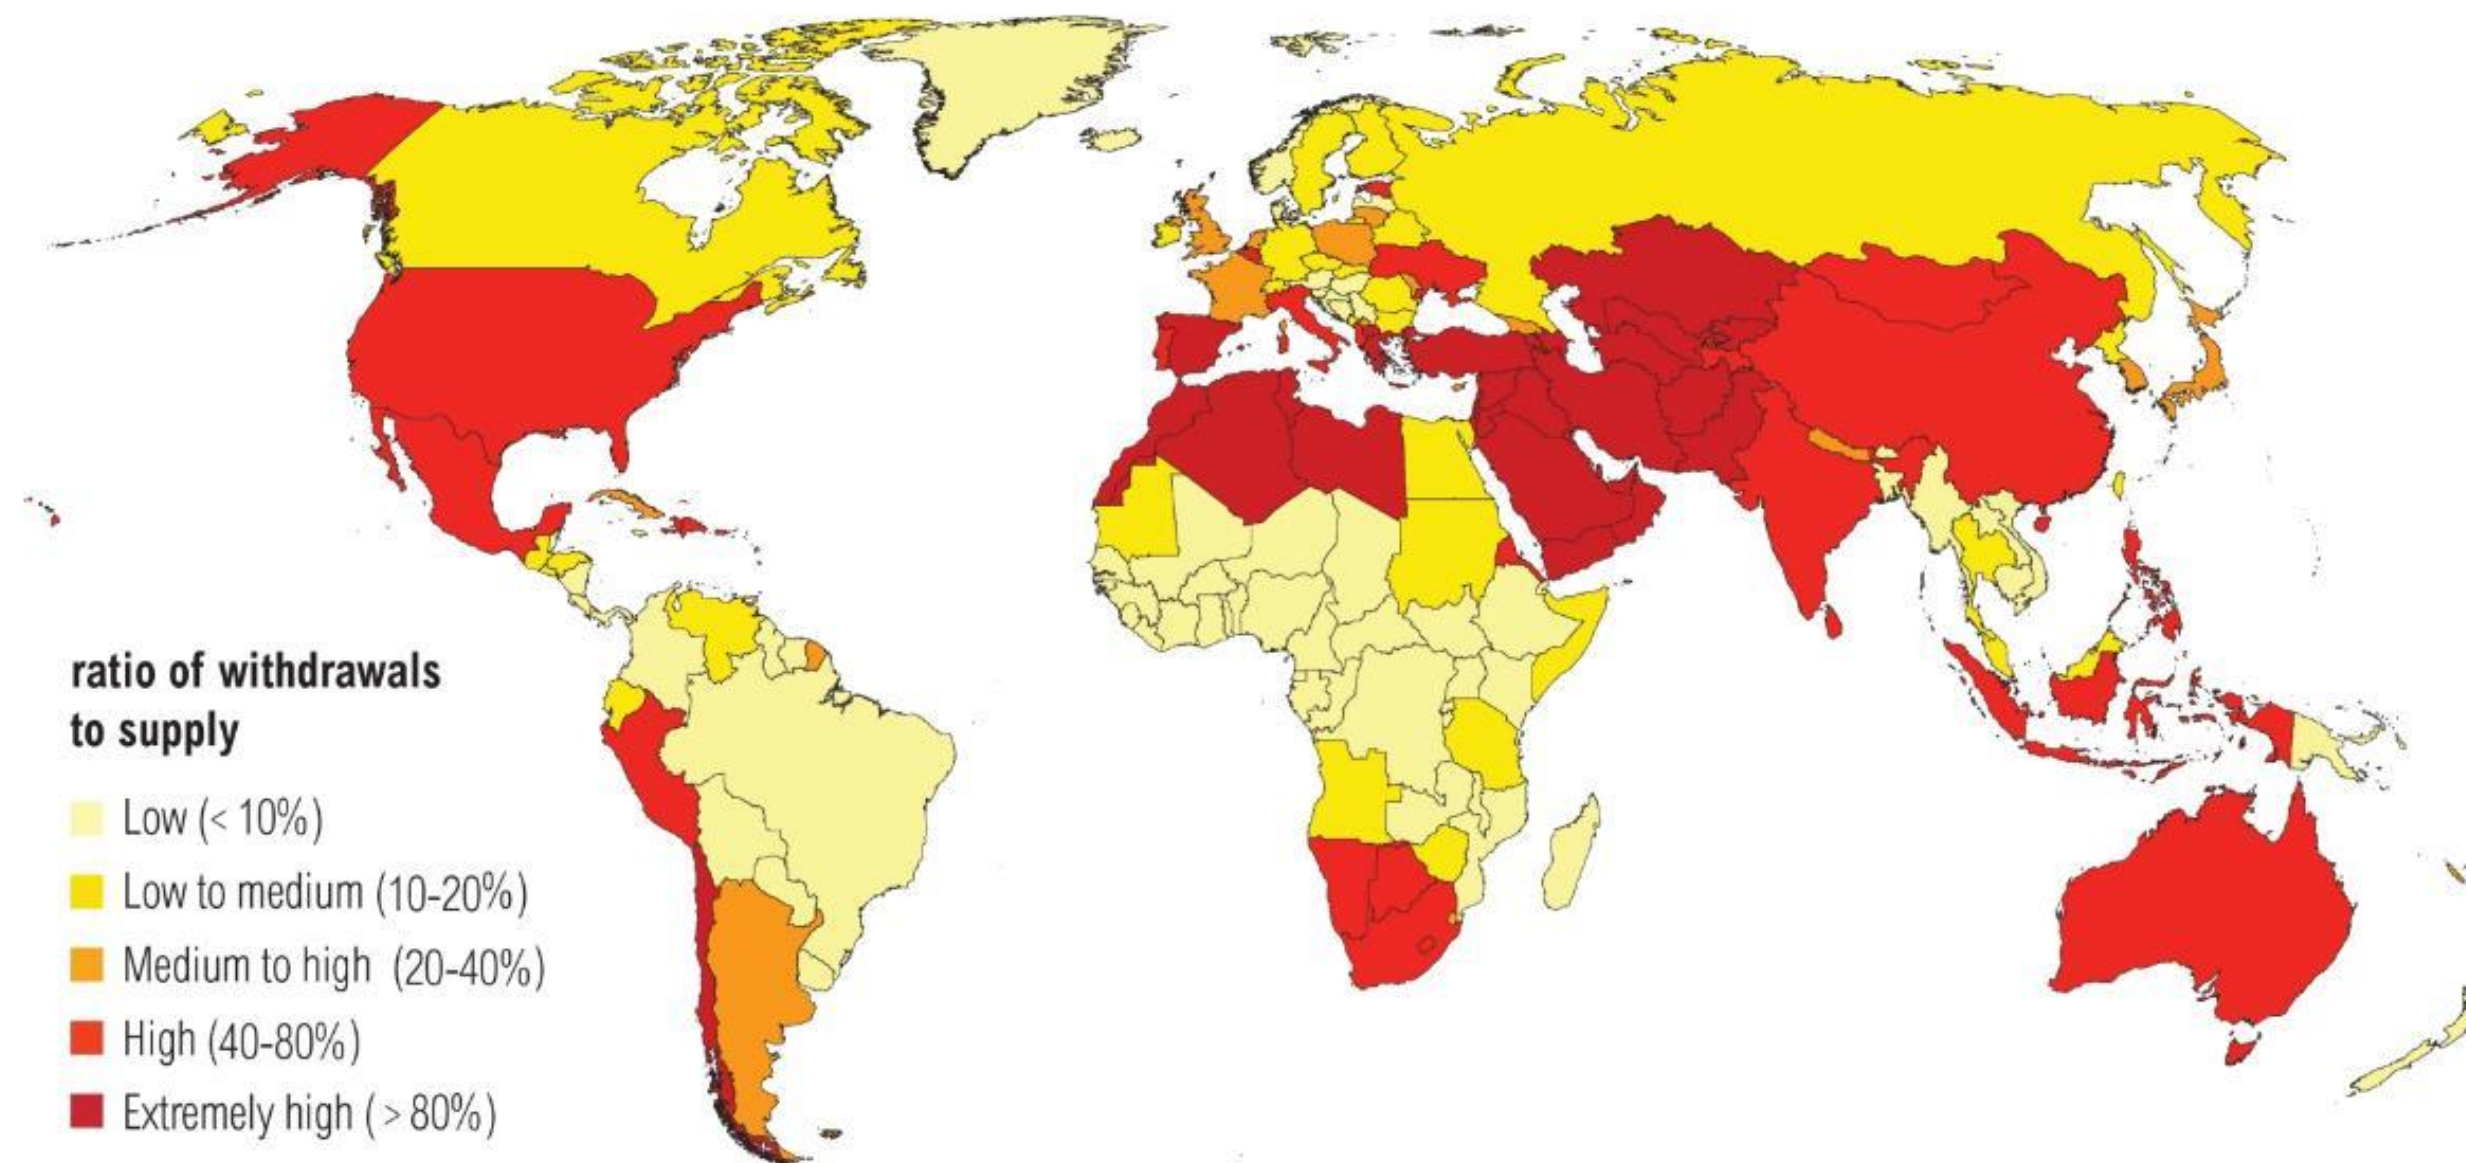 ratio of withdrawals
to supply
Low (< 10%)
Low to medium (10-20%)
Medium to high (20-40%)
High (40-80%)
Extremely high ( > 80%)